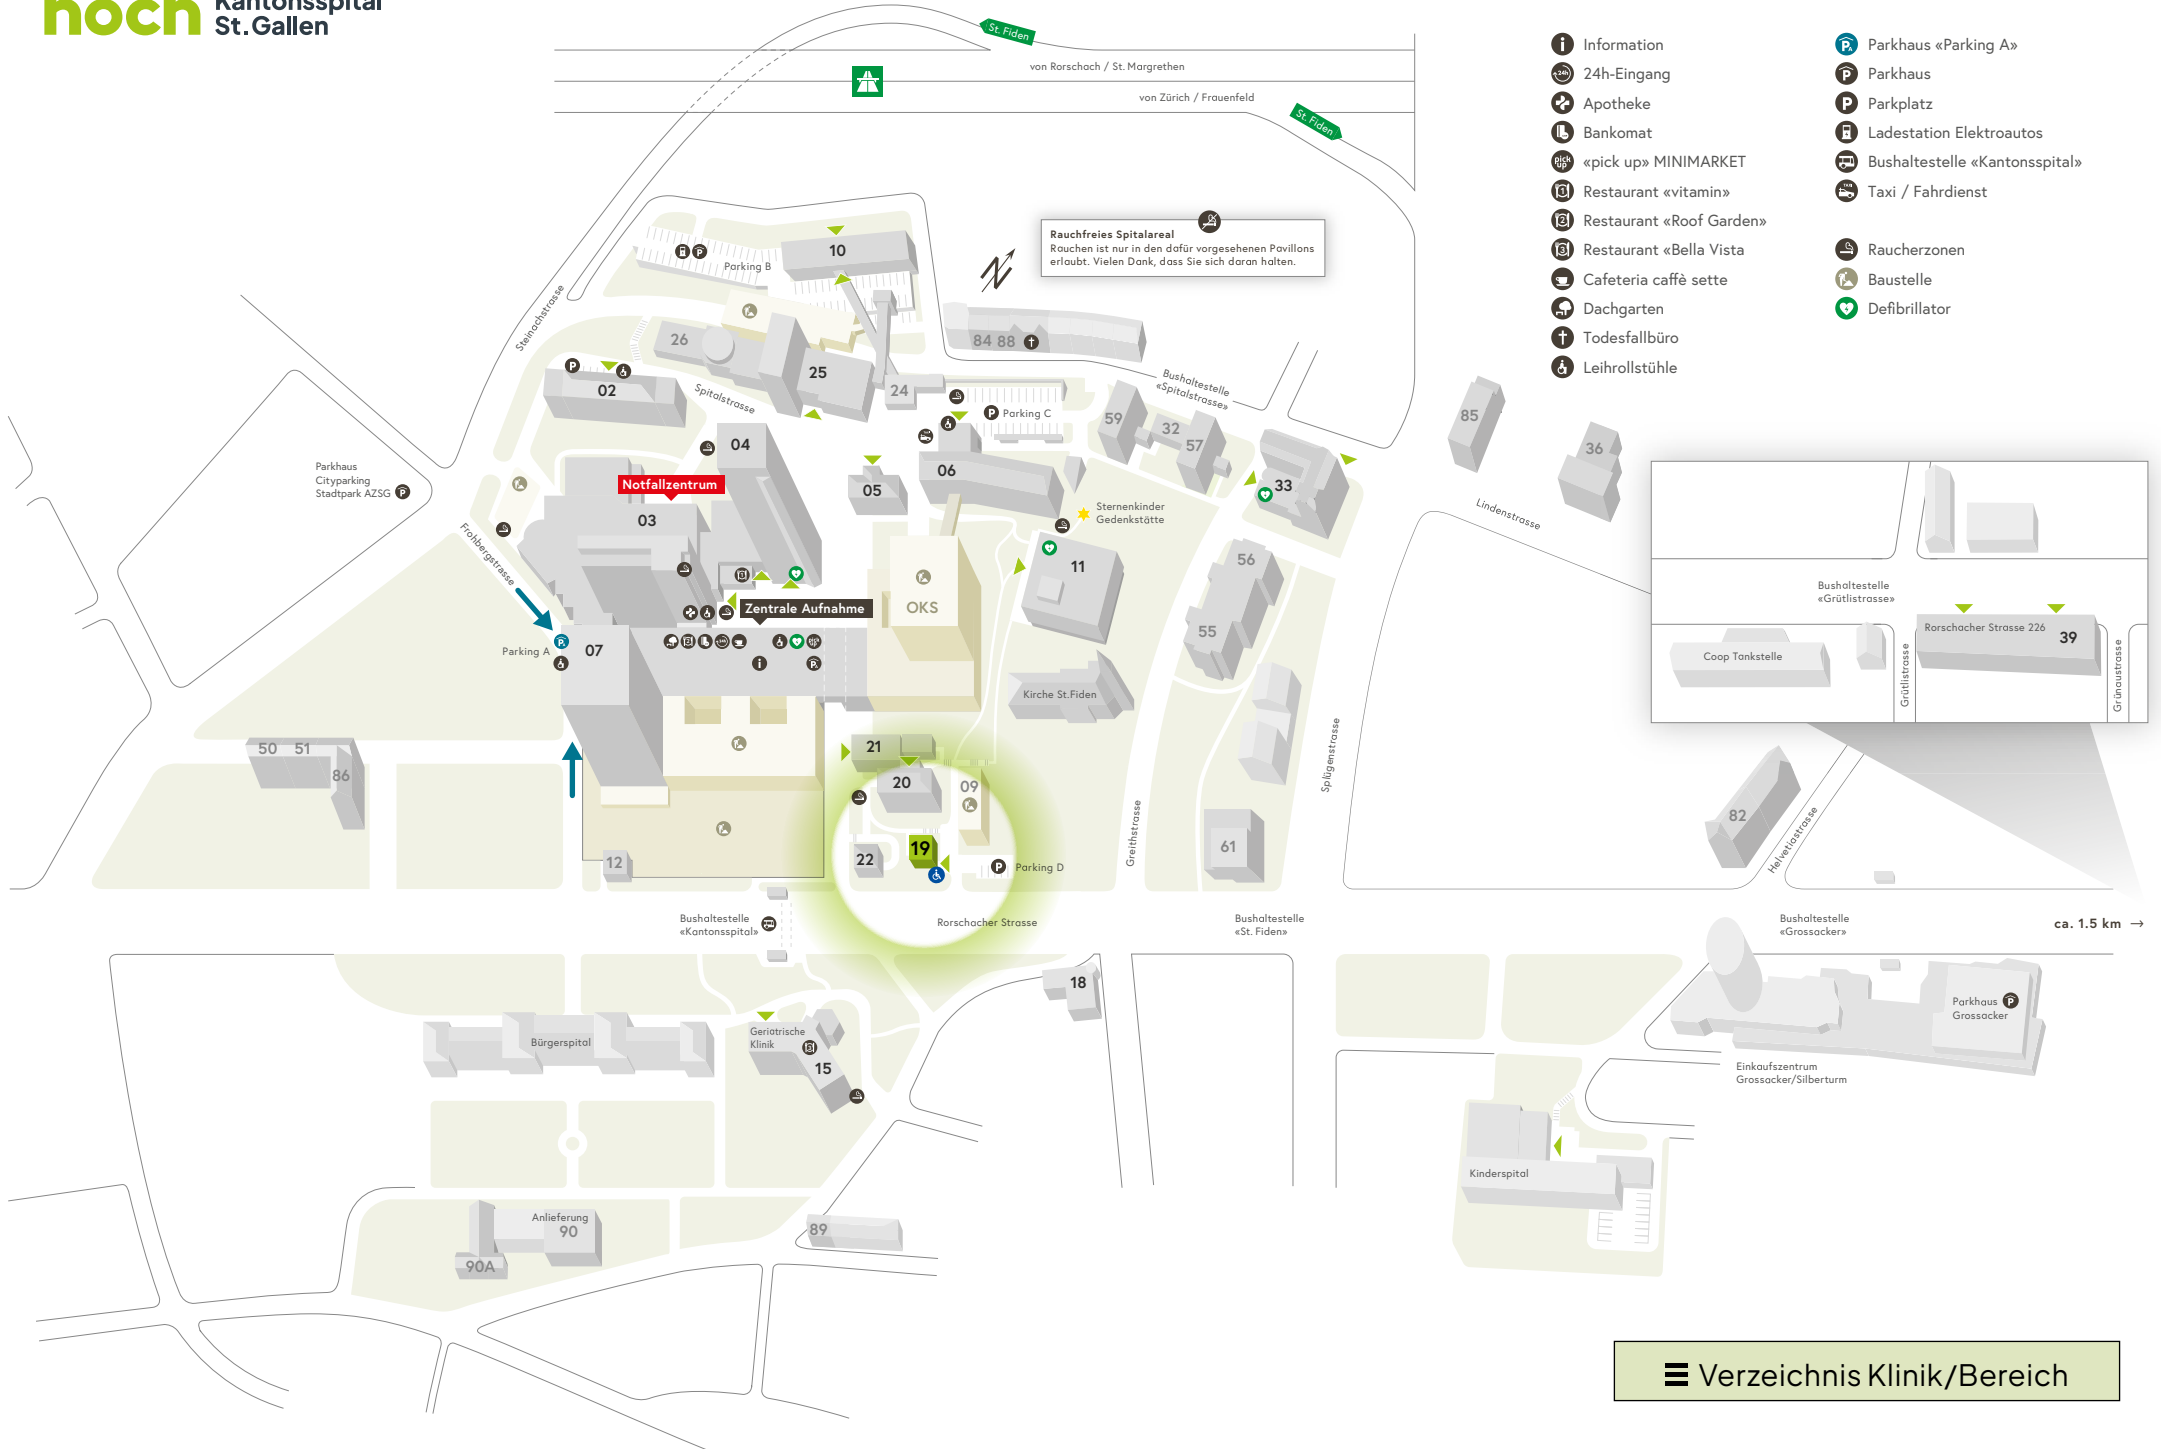 noch
Kantonsspital
St.Gallen
St. Fiden
von Rorschach / St. Margrethen
von Zürich / Frauenfeld
St. Fiden
Information
24h-Eingang
Apotheke
Bankomat
«pick up» MINIMARKET
Restaurant «vitamin»
Restaurant «Roof Garden»
Restaurant «Bella Vista
Cafeteria caffè sette
Dachgarten
Todesfallbüro
Leihrollstühle
Parkhaus «Parking A»
Parkhaus
Parkplatz
Ladestation Elektroautos
Bushaltestelle «Kantonsspital»
Taxi / Fahrdienst
Raucherzonen
Baustelle
Defibrillator
Rauchfreies Spitalareal
Rauchen ist nur in den dafür vorgesehenen Pavillons
erlaubt. Vielen Dank, dass Sie sich daran halten.
N
10
Parking B
Steinachstrasse
26
84 88
25
02
24
Spitalstrasse
Bushaltestelle
«Spitalstrasse»
Parking C
59
32
57
85
36
04
06
05
33
Parkhaus
Cityparking
Stadtpark AZSG
Notfallzentrum
03
Sternenkinder
Gedenkstätte
Lindenstrasse
Frohbergstrasse
11
56
OKS
Zentrale Aufnahme
55
Parking A
07
Kirche St.Fiden
Bushaltestelle
«Grütlistrasse»
Rorschacher Strasse 226
39
Coop Tankstelle
Grütlistrasse
Grünaustrasse
50 51
86
21
20
09
Splügenstrasse
Greithstrasse
82
Helvetiastrasse
12
22
19
Parking D
61
Bushaltestelle
«Kantonsspital»
Rorschacher Strasse
Bushaltestelle
«St. Fiden»
Bushaltestelle
«Grossacker»
ca. 1.5 km →
18
Parkhaus
Grossacker
Bürgerspital
Geriatrische
Klinik
15
Einkaufszentrum
Grossacker/Silberturm
Kinderspital
Anlieferung
90
90A
89
Verzeichnis Klinik/Bereich